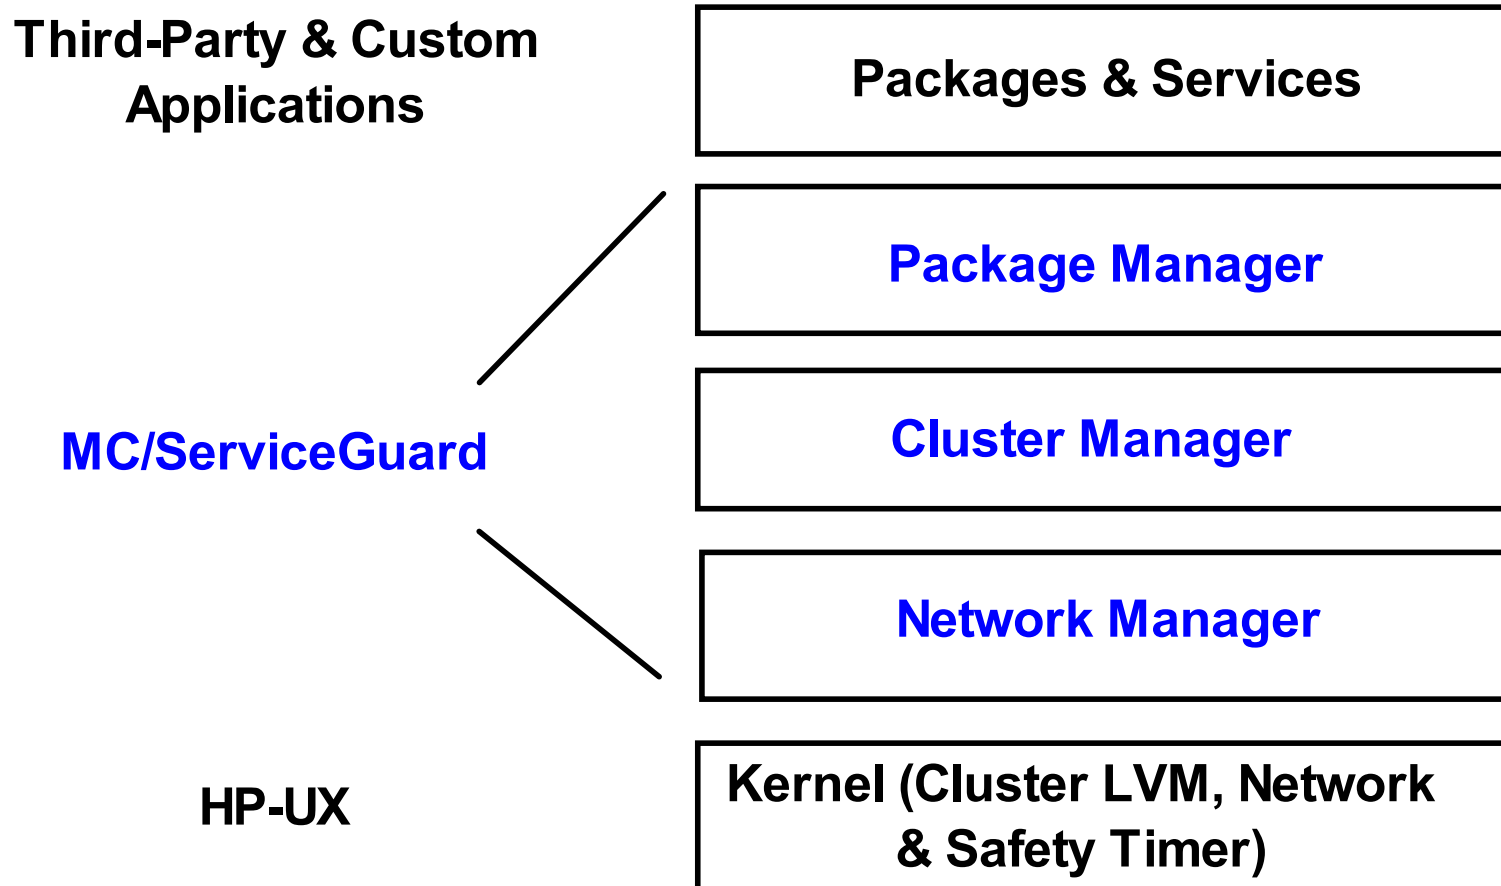 Third-Party & Custom
Applications
Packages & Services
Package Manager
MC/ServiceGuard
Cluster Manager
Network Manager
HP-UX
Kernel (Cluster LVM, Network
& Safety Timer)